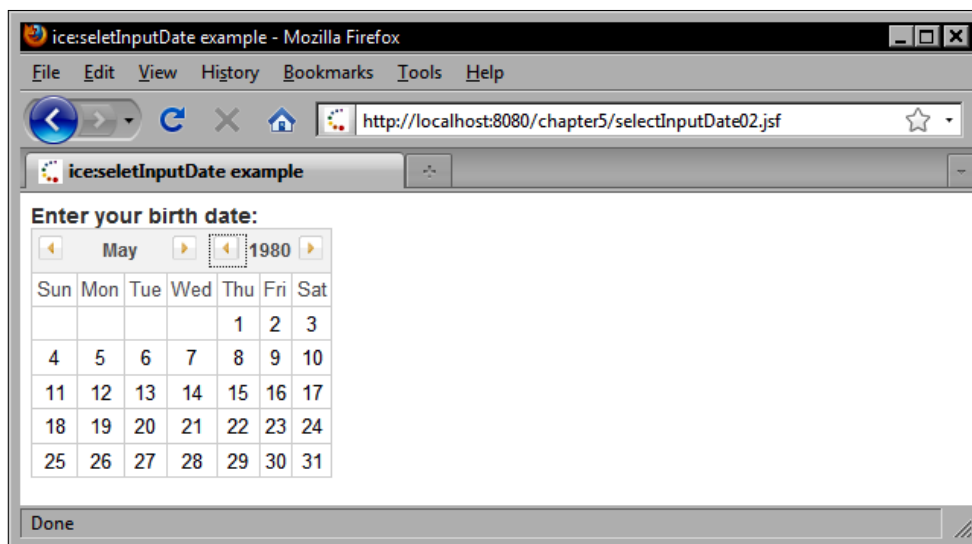 ice:seletInputDate example - Mozilla Firefox
File Edit View History Bookmarks Tools Help
http://localhost:8080/chapter5/selectInputDate02.jsf
ice:seletInputDate example
Enter your birth date:
May 1980
Sun Mon Tue Wed Thu Fri Sat
1 2 3
4 5 6 7 8 9 10
11 12 13 14 15 16 17
18 19 20 21 22 23 24
25 26 27 28 29 30 31
Done